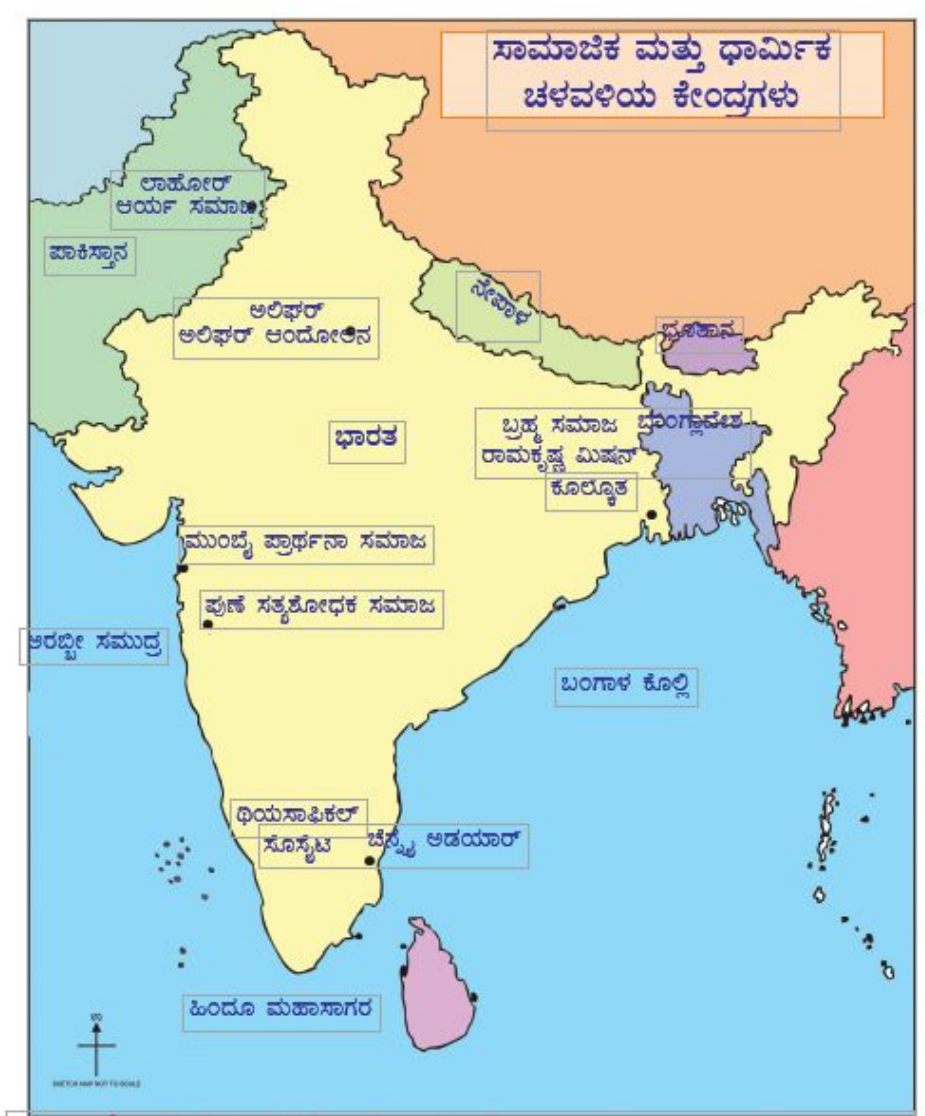 ಸಾಮಾಜಿಕ ಮತ್ತು ಧಾರ್ಮಿಕ
ಚಳವಳಿಯ ಕೇಂದ್ರಗಳು
ಲಾಹೋರ್
ಆರ್ಯ ಸಮಾಜ
ಪಾಕಿಸ್ತಾನ
ನೇಪಾಳ
ಅಲಿಘರ್
ಅಲಿಘರ್ ಆಂದೋಲನ
ಭೂತಾನ
ಭಾರತ
ಬ್ರಹ್ಮ ಸಮಾಜ
ಬಾಂಗ್ಲಾದೇಶ
ರಾಮಕೃಷ್ಣ ಮಿಷನ್
ಕೊಲ್ಕೊತ
ಮುಂಬೈ ಪ್ರಾರ್ಥನಾ ಸಮಾಜ
ಪುಣೆ ಸತ್ಯಶೋಧಕ ಸಮಾಜ
ಅರಬ್ಬೀ ಸಮುದ್ರ
ಬಂಗಾಳ ಕೊಲ್ಲಿ
ಥಿಯಸಾಫಿಕಲ್
ಸೊಸೈಟಿ
ಚೆನ್ನೈ ಅಡಯಾರ್
ಹಿಂದೂ ಮಹಾಸಾಗರ
ಉ
SKETCH MAP NOT TO SCALE